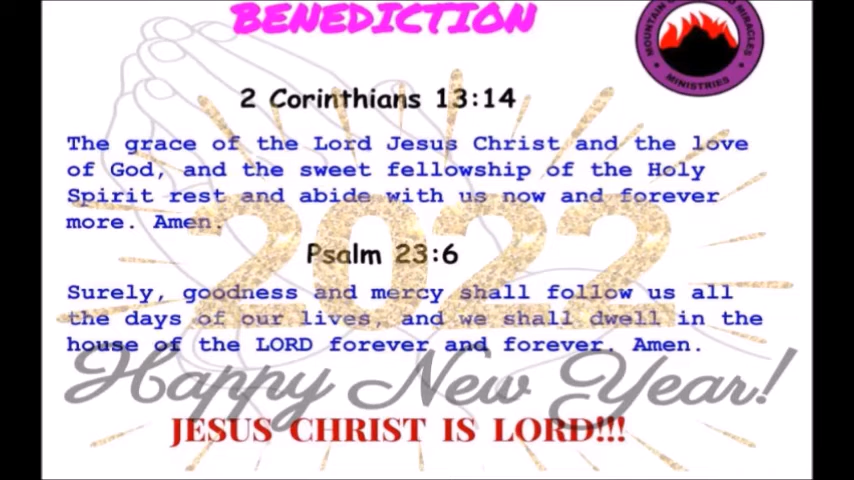 BENEDICTION
MOUNTAIN
MIRACLES
MINISTRIES
2 Corinthians 13:14
The grace of the Lord Jesus Christ and the love
of God, and the sweet fellowship of the Holy
Spirit rest and abide with us now and forever
more. Amen.
2022
Psalm 23:6
Surely, goodness and mercy shall follow us all
the days of our lives, and we shall dwell in the
house of the LORD forever and forever. Amen.
Happy New Year!
JESUS CHRIST IS LORD!!!